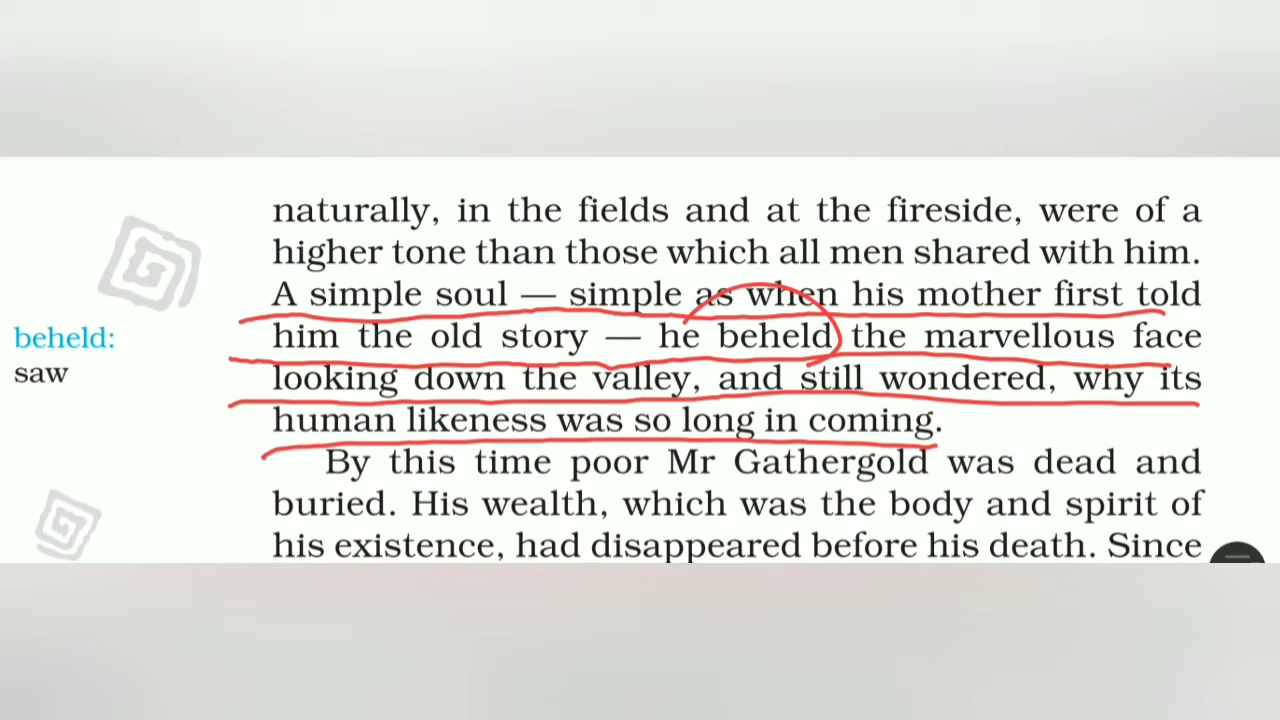 naturally, in the fields and at the fireside, were of a
higher tone than those which all men shared with him.
A simple soul — simple as when his mother first told
beheld:
him the old story — he beheld the marvellous face
saw
looking down the valley, and still wondered, why its
human likeness was so long in coming.
By this time poor Mr Gathergold was dead and
buried. His wealth, which was the body and spirit of
his existence, had disappeared before his death. Since